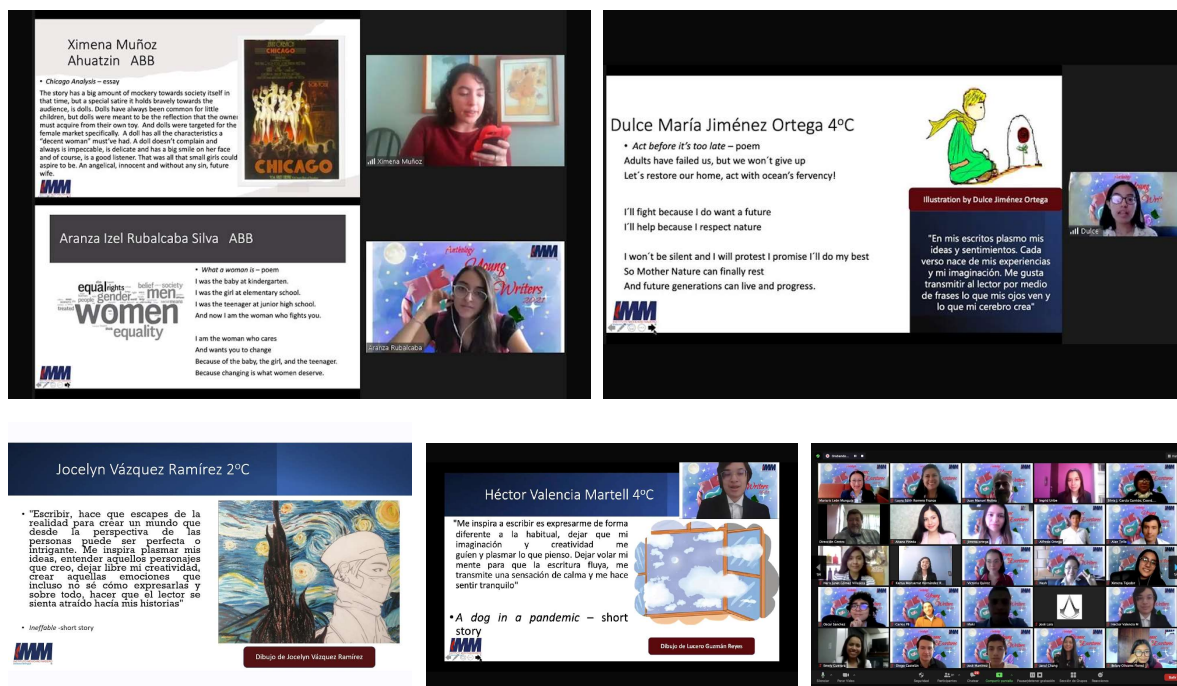 Ximena Muñoz
Ahuatzin ABB
• Chicago Analysis – essay
The story has a big amount of mockery towards society itself in
that time, but a special satire it holds bravely towards the
audience, is dolls. Dolls have always been common for little
children, but dolls were meant to be the reflection that the owner
must acquire from their own toy. And dolls were targeted for the
female market specifically. A doll has all the characteristics a
"decent woman" must've had. A doll doesn't complain and
always is impeccable, is delicate and has a big smile on her face
and of course, is a good listener. That was all that small girls could
aspire to be. An angelical, innocent and without any sin, future
wife.
IMM
CHICAGO
CHICAGO
Ximena Muñoz
Aranza Izel Rubalcaba Silva ABB
equal rights belief society
people gender men
treated women
equality
• What a woman is – poem
I was the baby at kindergarten.
I was the girl at elementary school.
I was the teenager at junior high school.
And now I am the woman who fights you.
I am the woman who cares
And wants you to change
Because of the baby, the girl, and the teenager.
Because changing is what women deserve.
IMM
Anthology
Young
Writers
IMM
Aranza Rubalcaba
Dulce María Jiménez Ortega 4ºC
• Act before it's too late – poem
Adults have failed us, but we won´t give up
Let´s restore our home, act with ocean's fervency!
I´ll fight because I do want a future
I´ll help because I respect nature
I won´t be silent and I will protest I promise I´ll do my best
So Mother Nature can finally rest
And future generations can live and progress.
IMM
Illustration by Dulce Jiménez Ortega
"En mis escritos plasmo mis
ideas y sentimientos. Cada
verso nace de mis experiencias
y mi imaginación. Me gusta
transmitir al lector por medio
de frases lo que mis ojos ven y
lo que mi cerebro crea"
Dulce
Jocelyn Vázquez Ramírez 2ºC
• "Escribir, hace que escapes de la
realidad para crear un mundo que
desde la perspectiva de las
personas puede ser perfecta o
intrigante. Me inspira plasmar mis
ideas, entender aquellos personajes
que creo, dejar libre mi creatividad,
crear aquellas emociones que
incluso no sé cómo expresarlas y
sobre todo, hacer que el lector se
sienta atraído hacía mis historias"
• Ineffable -short story
IMM
Dibujo de Jocelyn Vázquez Ramírez
Héctor Valencia Martell 4ºC
IMM
"Me inspira a escribir es expresarme de forma
diferente a la habitual, dejar que mi
imaginación y creatividad me
guíen y plasmar lo que pienso. Dejar volar mi
mente para que la escritura fluya, me
transmite una sensación de calma y me hace
sentir tranquilo"
• A dog in a pandemic – short
story
IMM
Dibujo de Lucero Guzmán Reyes